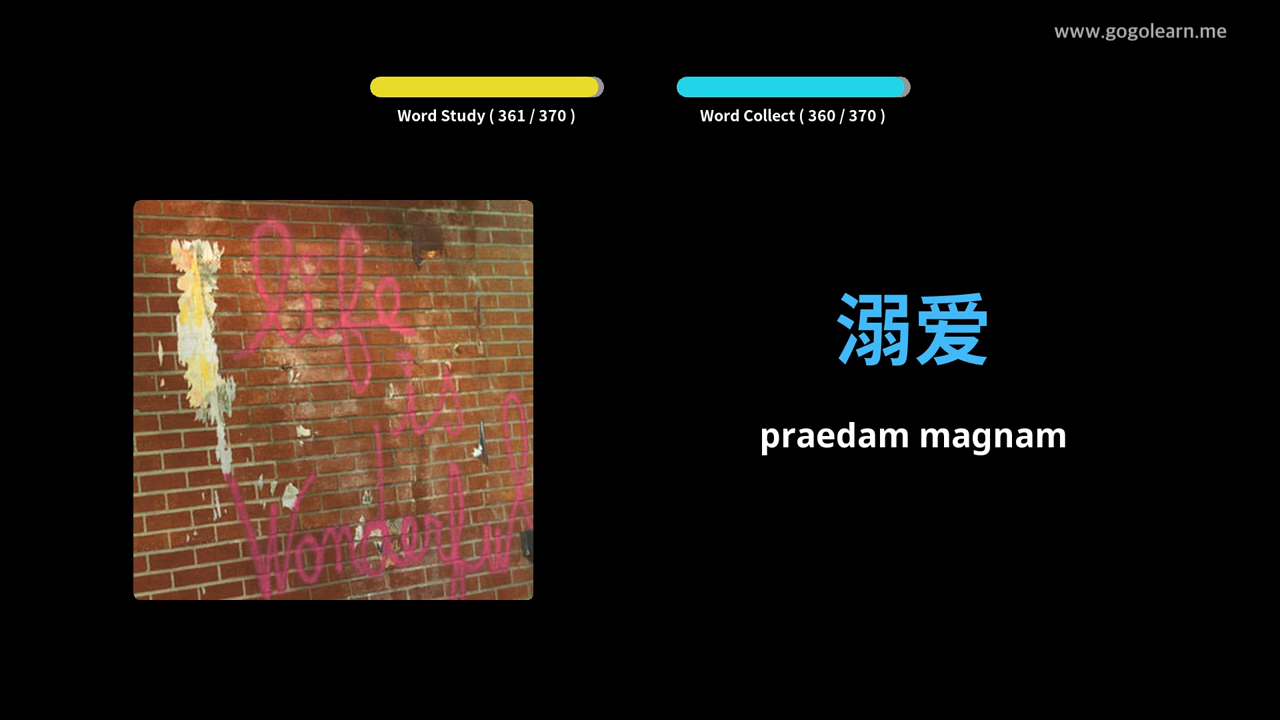 www.gogolearn.me
Word Study ( 361 / 370 )
Word Collect ( 360 / 370 )
life
is
Wonderful
溺爱
praedam magnam